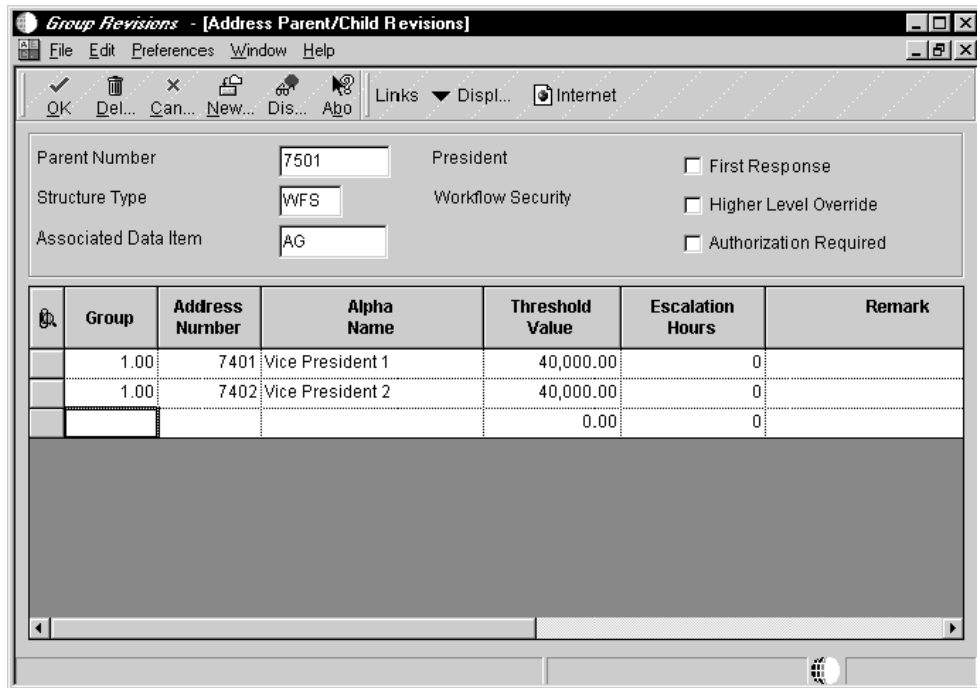 Group Revisions - [Address Parent/Child Revisions]
File Edit Preferences Window Help
OK Del... Can... New... Dis... Abo Links Displ... Internet
Parent Number 7501 President First Response
Structure Type WFS Workflow Security Higher Level Override
Associated Data Item AG Authorization Required
Group Address Number Alpha Name Threshold Value Escalation Hours Remark
1.00 7401 Vice President 1 40,000.00 0
1.00 7402 Vice President 2 40,000.00 0
0.00 0